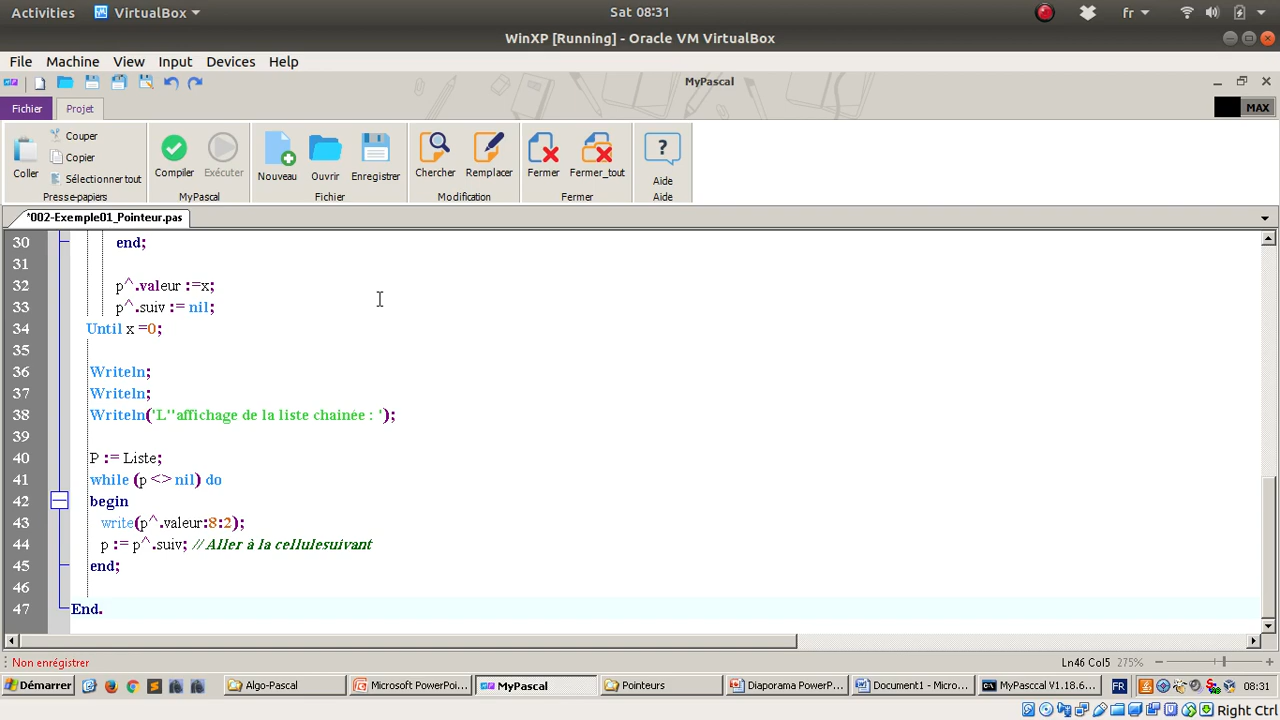 Activities VirtualBox Sat 08:31 fr
WinXP [Running] - Oracle VM VirtualBox
File Machine View Input Devices Help
MyPascal
Fichier Projet MAX
Coller Couper Copier Sélectionner tout Compiler Exécuter Nouveau Ouvrir Enregistrer Chercher Remplacer Fermer Fermer_tout ? Aide
Presse-papiers MyPascal Fichier Modification Fermer Aide
*002-Exemple01_Pointeur.pas
30 end;
31
32 p^.valeur :=x;
33 p^.suiv := nil;
34 Until x =0;
35
36 Writeln;
37 Writeln;
38 Writeln('L''affichage de la liste chainée : ');
39
40 P := Liste;
41 while (p <> nil) do
42 begin
43 write(p^.valeur:8:2);
44 p := p^.suiv; // Aller à la cellulesuivant
45 end;
46
47 End.
Non enrégistrer Ln46 Col5 275%
Démarrer Algo-Pascal Microsoft PowerPoi... MyPascal Pointeurs Diaporama PowerP... Document1 - Micro... MyPasccal V1.18.6... FR 08:31
Right Ctrl